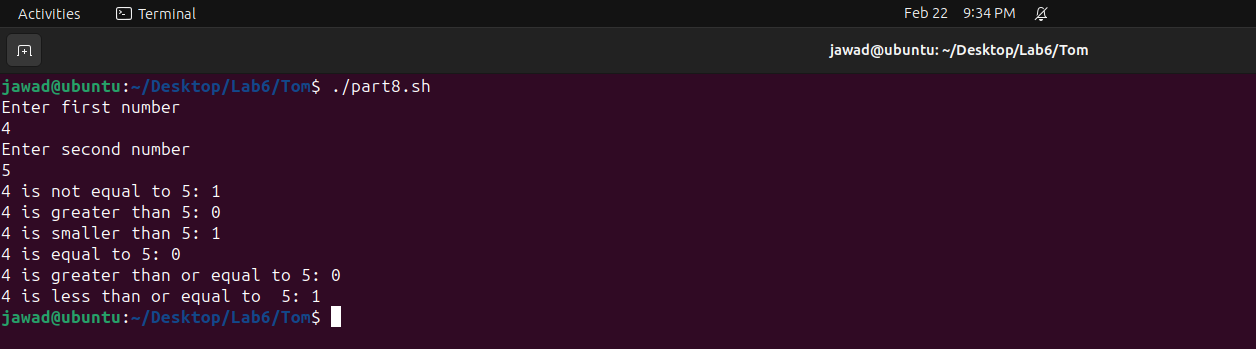 Activities Terminal Feb 22 9:34 PM
jawad@ubuntu: ~/Desktop/Lab6/Tom
jawad@ubuntu:~/Desktop/Lab6/Tom$ ./part8.sh
Enter first number
4
Enter second number
5
4 is not equal to 5: 1
4 is greater than 5: 0
4 is smaller than 5: 1
4 is equal to 5: 0
4 is greater than or equal to 5: 0
4 is less than or equal to  5: 1
jawad@ubuntu:~/Desktop/Lab6/Tom$